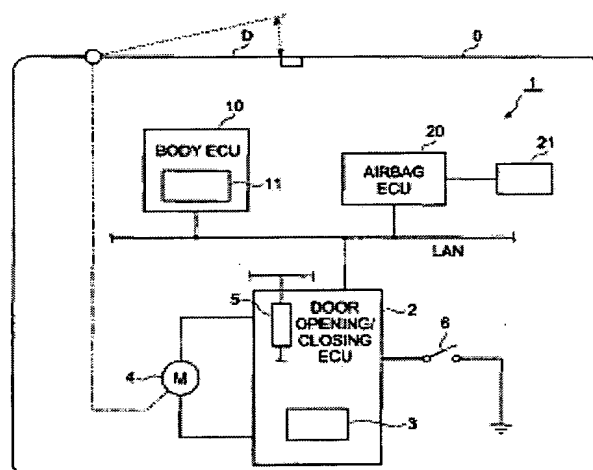 D
0
1
10
BODY ECU
11
20
AIRBAG
ECU
21
LAN
5
DOOR
OPENING/
CLOSING
ECU
2
6
4
M
3